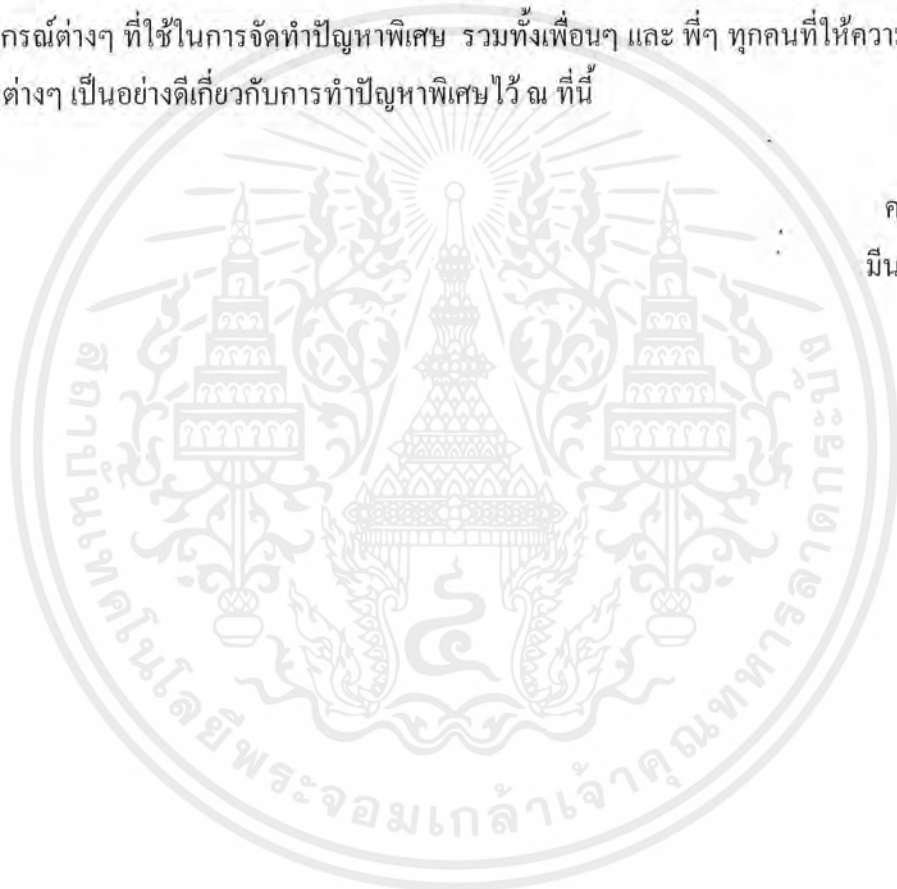 กรณ์ต่างๆ ที่ใช้ในการจัดทำปัญหาพิเศษ รวมทั้งเพื่อนๆ และ พี่ๆ ทุกคนที่ให้ความ
ต่างๆ เป็นอย่างดีเกี่ยวกับการทำปัญหาพิเศษไว้ ณ ที่นี้
ค
มีน
สถาบันเทคโนโลยีพระจอมเกล้าเจ้าคุณทหารลาดกระบัง
๔